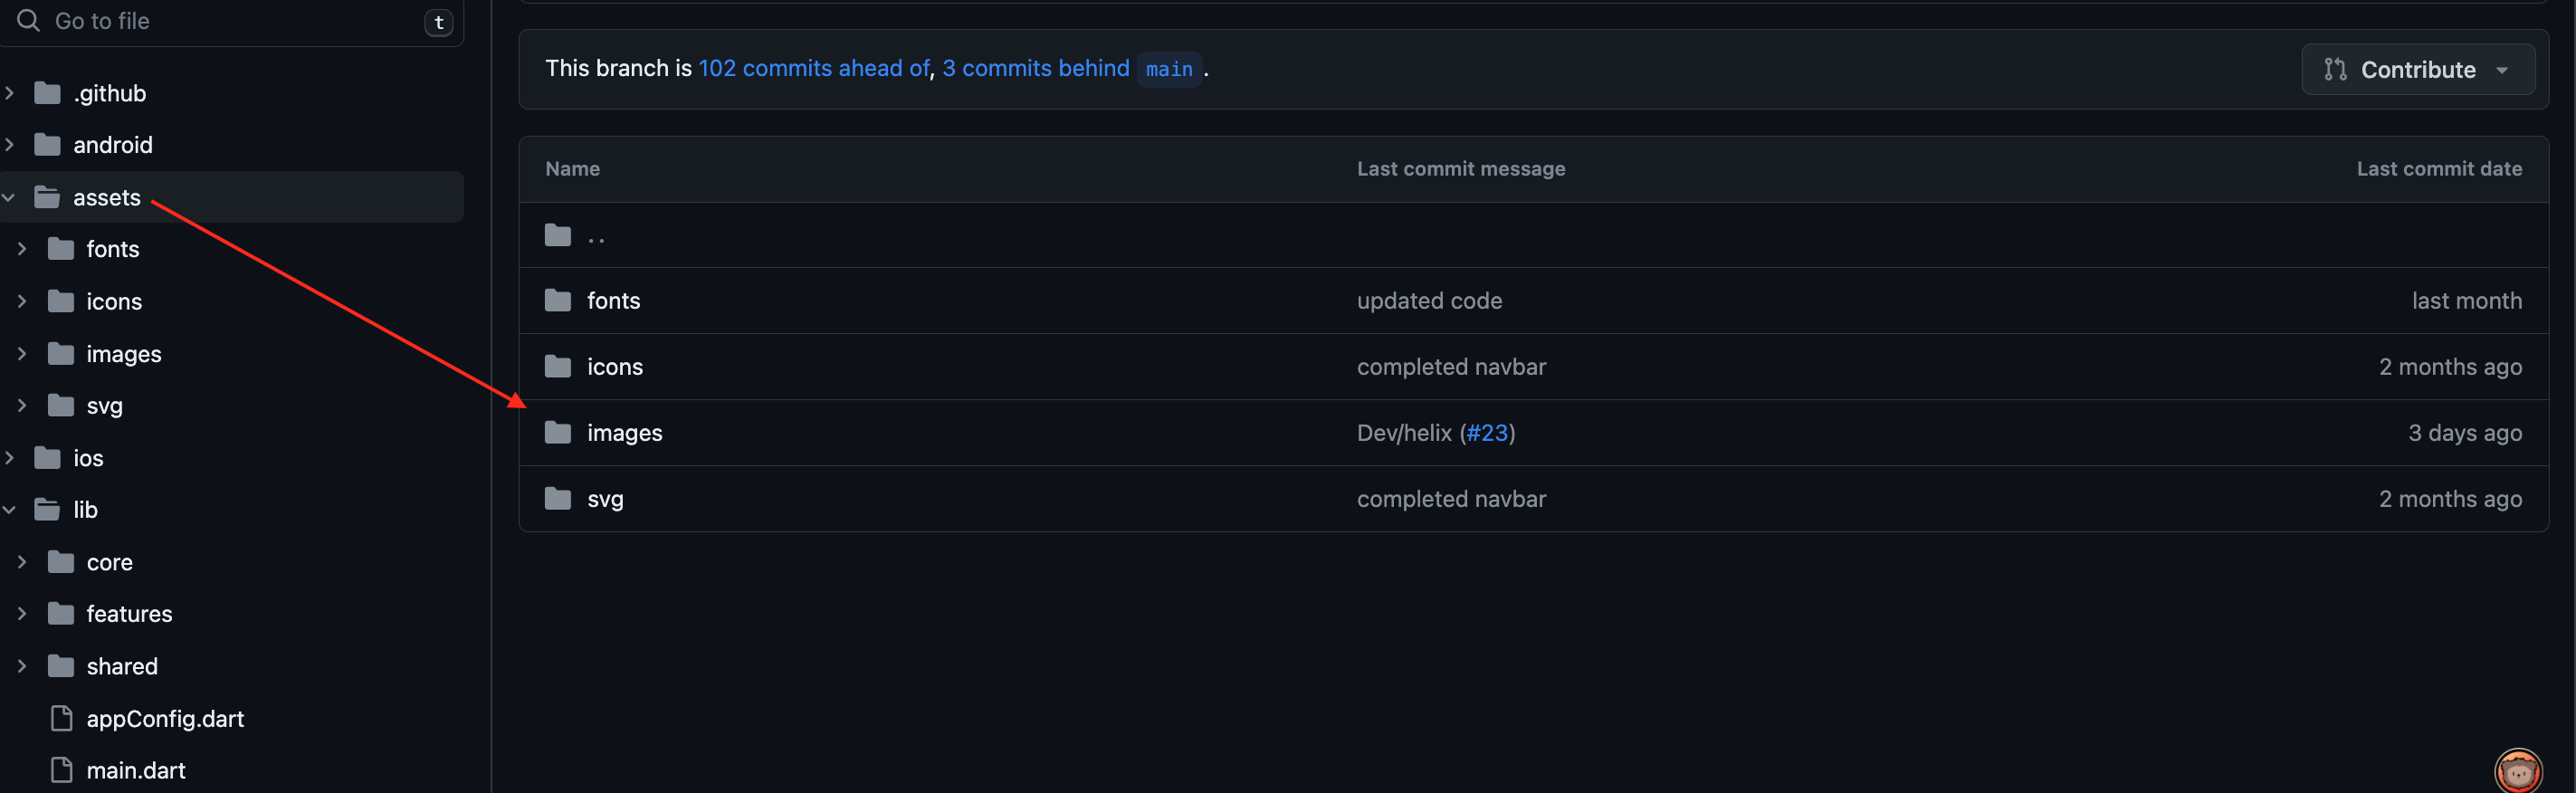 Go to file
t
.github
android
assets
fonts
icons
images
svg
ios
lib
core
features
shared
appConfig.dart
main.dart
This branch is 102 commits ahead of, 3 commits behind main .
Contribute
Name Last commit message Last commit date
..
fonts updated code last month
icons completed navbar 2 months ago
images Dev/helix (#23) 3 days ago
svg completed navbar 2 months ago